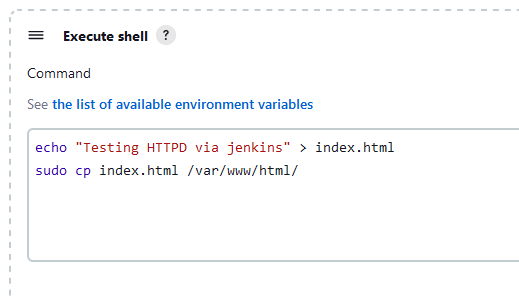 Execute shell ?
Command
See the list of available environment variables
echo "Testing HTTPD via jenkins" > index.html
sudo cp index.html /var/www/html/